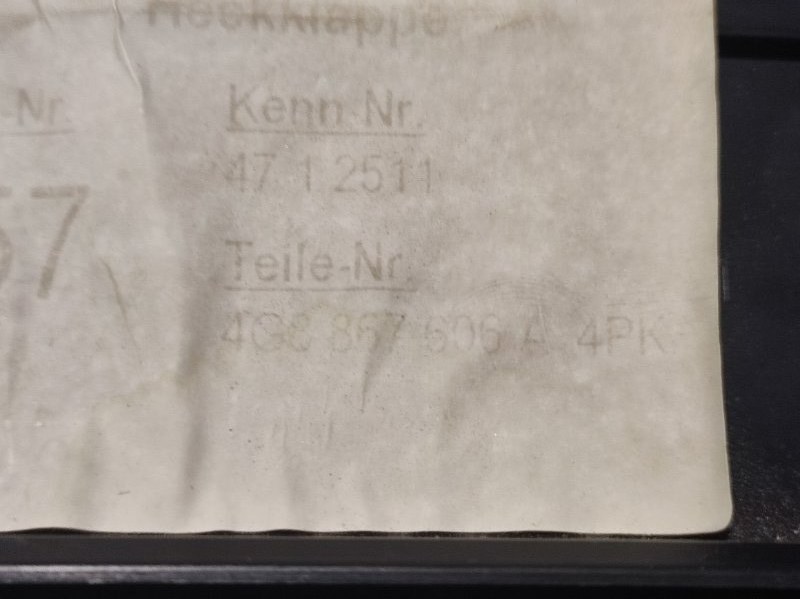 Heckklappe
-Nr. Kenn-Nr.
47 1 2511
57
Teile-Nr.
4G8 867 606 A 4PK